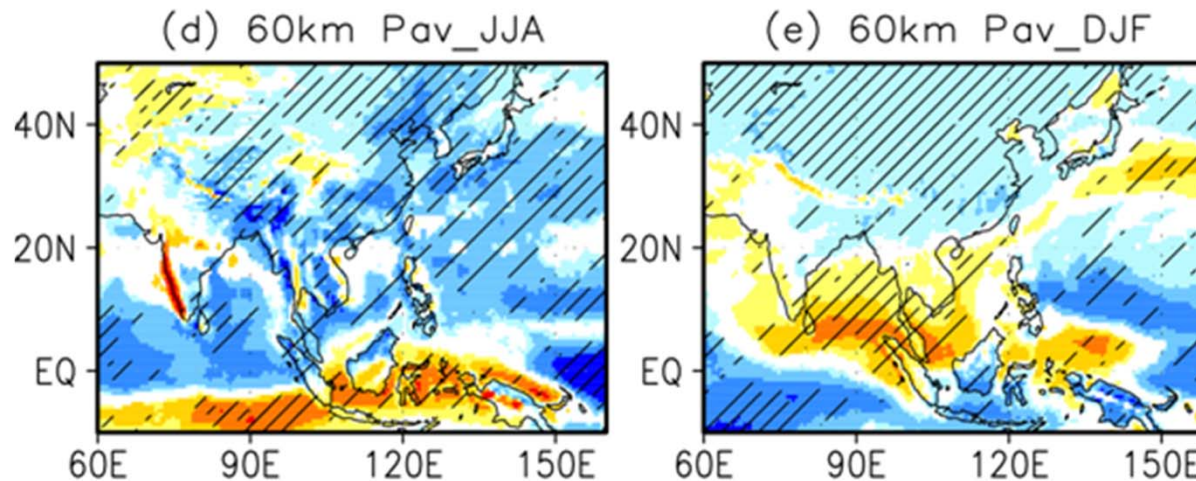 (d) 60km Pav_JJA
(e) 60km Pav_DJF
40N
20N
EQ
60E 90E 120E 150E
40N
20N
EQ
60E 90E 120E 150E